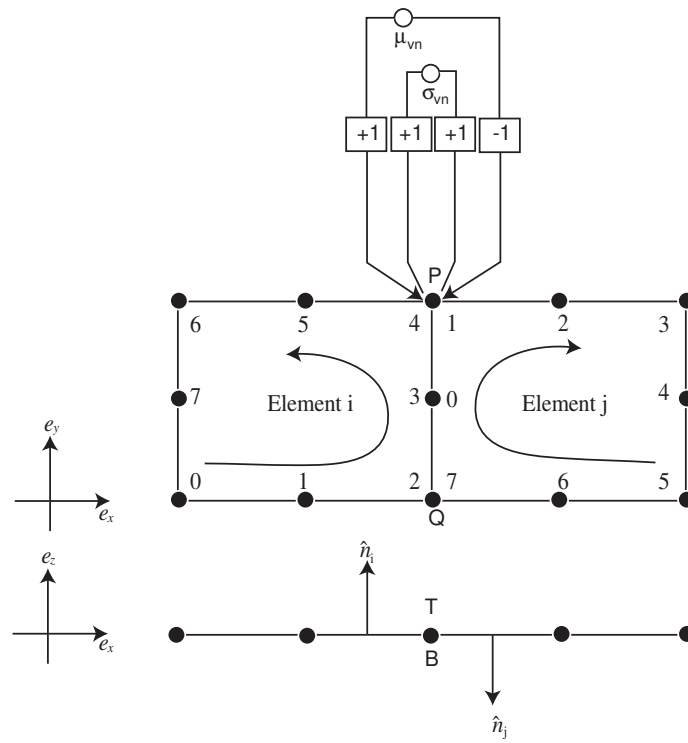 μvn
σvn
+1 +1 +1 -1
P
6 5 4 1 2 3
7 Element i 3 0 Element j 4
ey
0 1 2 7 6 5
ex
Q
n̂i
ez
T
ex
B
n̂j